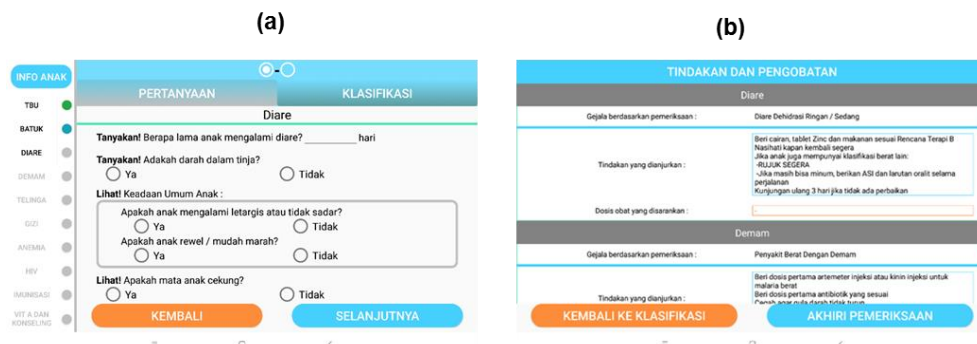 (a)
INFO ANAK
TBU
BATUK
DIARE
DEMAM
TELINGA
GIZI
ANEMIA
HIV
IMUNISASI
VIT A DAN
KONSELING
PERTANYAAN KLASIFIKASI
Diare
Tanyakan! Berapa lama anak mengalami diare? hari
Tanyakan! Adakah darah dalam tinja?
Ya Tidak
Lihat! Keadaan Umum Anak :
Apakah anak mengalami letargis atau tidak sadar?
Ya Tidak
Apakah anak rewel / mudah marah?
Ya Tidak
Lihat! Apakah mata anak cekung?
Ya Tidak
KEMBALI SELANJUTNYA
(b)
TINDAKAN DAN PENGOBATAN
Diare
Gejala berdasarkan pemeriksaan : Diare Dehidrasi Ringan / Sedang
Tindakan yang dianjurkan :
Beri cairan, tablet Zinc dan makanan sesuai Rencana Terapi B
Nasihati kapan kembali segera
Jika anak juga mempunyai klasifikasi berat lain:
-RUJUK SEGERA
-Jika masih bisa minum, berikan ASI dan larutan oralit selama
perjalanan
Kunjungan ulang 3 hari jika tidak ada perbaikan
Dosis obat yang disarankan : -
Demam
Gejala berdasarkan pemeriksaan : Penyakit Berat Dengan Demam
Tindakan yang dianjurkan :
Beri dosis pertama artemeter injeksi atau kinin injeksi untuk
malaria berat
Beri dosis pertama antibiotik yang sesuai
Cegah agar gula darah tidak turun
KEMBALI KE KLASIFIKASI AKHIRI PEMERIKSAAN